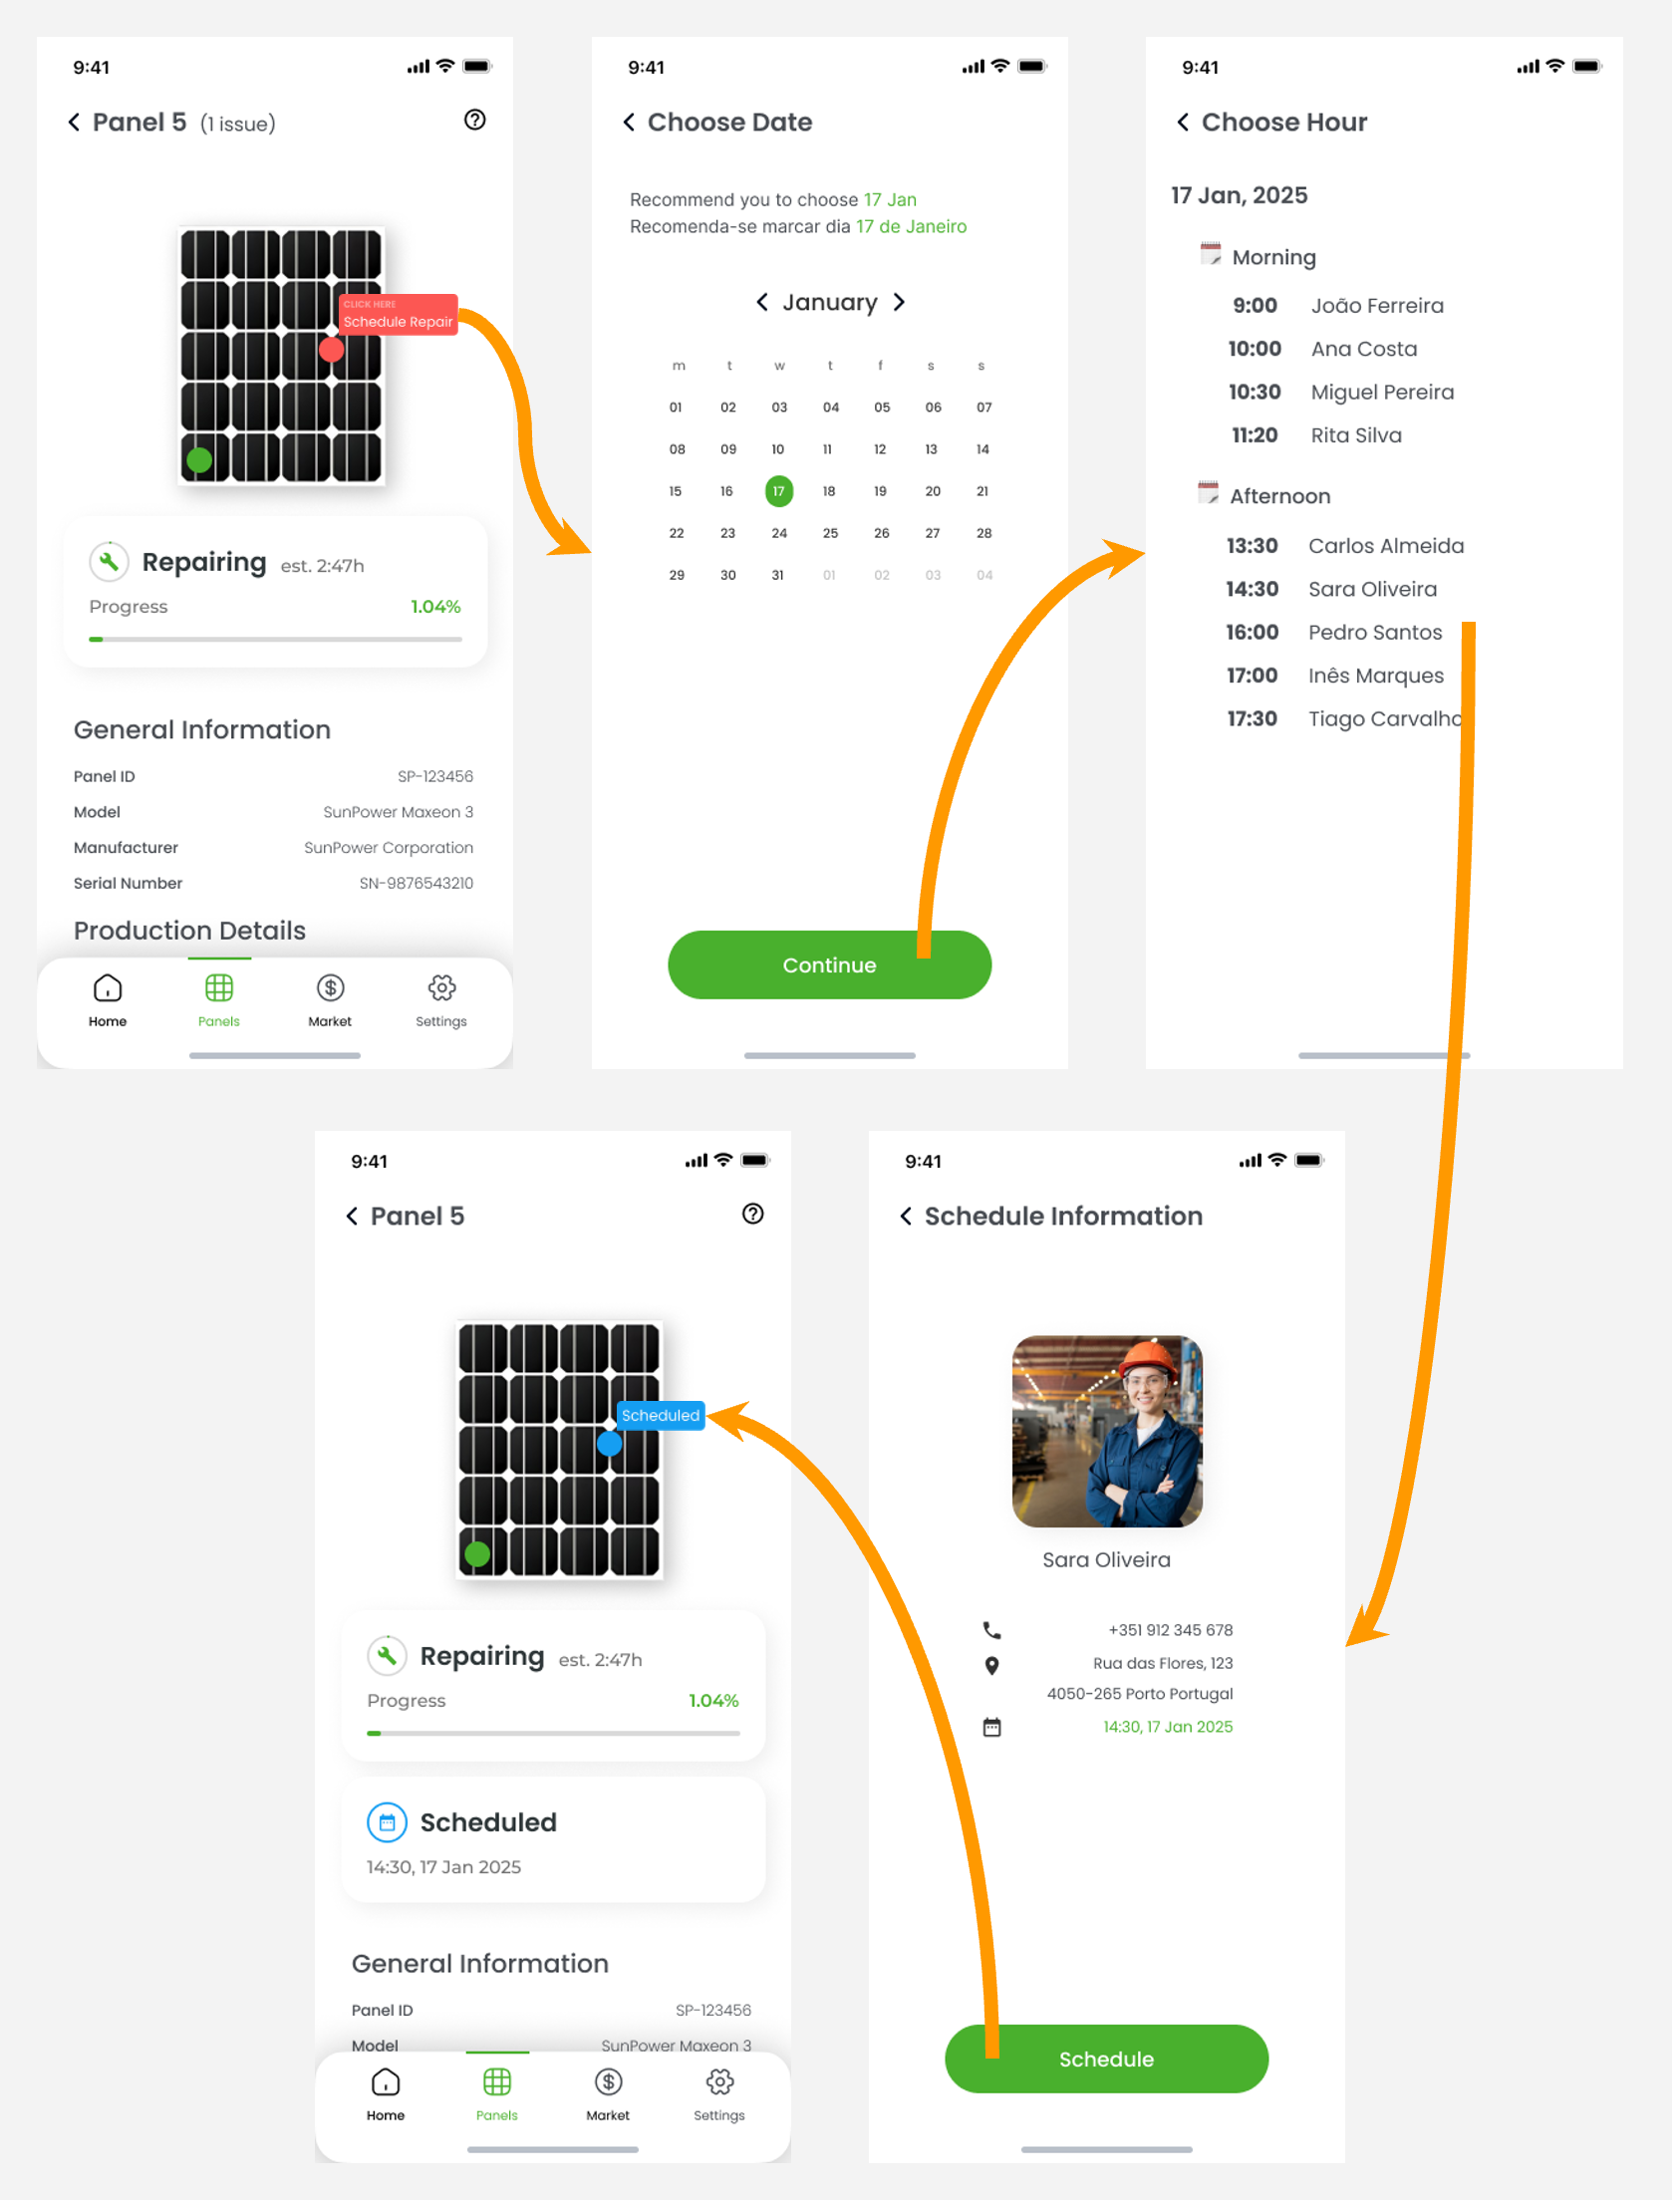 9:41
Panel 5 (1 issue)
CLICK HERE
Schedule Repair
Repairing est. 2:47h
Progress 1.04%
General Information
Panel ID SP-123456
Model SunPower Maxeon 3
Manufacturer SunPower Corporation
Serial Number SN-9876543210
Production Details
Home Panels Market Settings
9:41
Choose Date
Recommend you to choose 17 Jan
Recomenda-se marcar dia 17 de Janeiro
January
m t w t f s s
01 02 03 04 05 06 07
08 09 10 11 12 13 14
15 16 17 18 19 20 21
22 23 24 25 26 27 28
29 30 31 01 02 03 04
Continue
9:41
Choose Hour
17 Jan, 2025
Morning
9:00 João Ferreira
10:00 Ana Costa
10:30 Miguel Pereira
11:20 Rita Silva
Afternoon
13:30 Carlos Almeida
14:30 Sara Oliveira
16:00 Pedro Santos
17:00 Inês Marques
17:30 Tiago Carvalho
9:41
Panel 5
Scheduled
Repairing est. 2:47h
Progress 1.04%
Scheduled
14:30, 17 Jan 2025
General Information
Panel ID SP-123456
Model SunPower Maxeon 3
Home Panels Market Settings
9:41
Schedule Information
Sara Oliveira
+351 912 345 678
Rua das Flores, 123
4050-265 Porto Portugal
14:30, 17 Jan 2025
Schedule